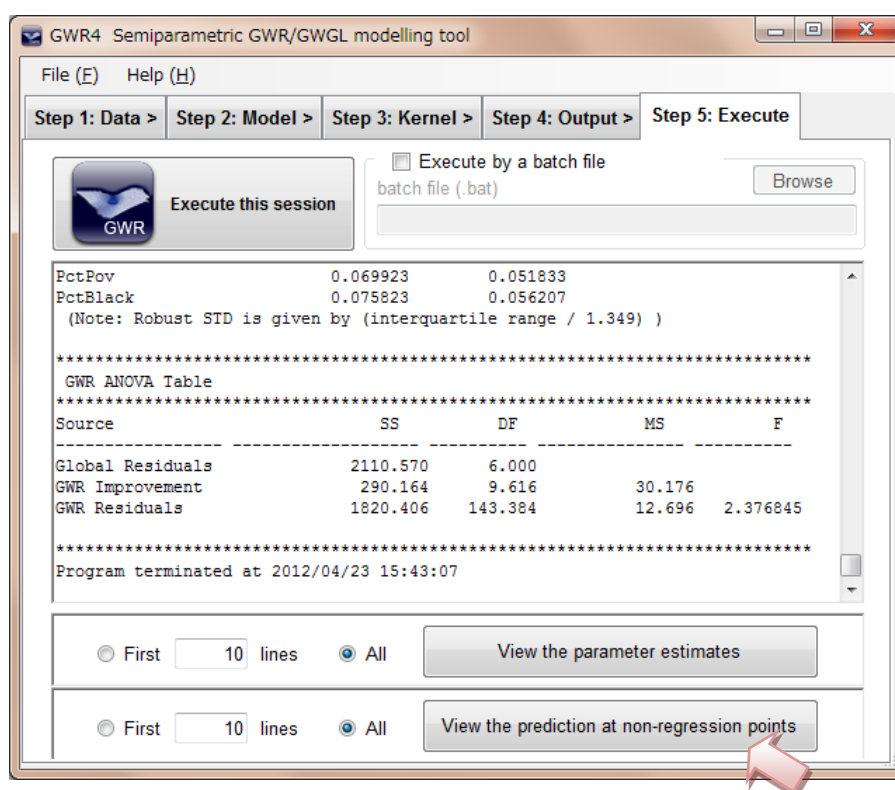 GWR4 Semiparametric GWR/GWGL modelling tool
File (F) Help (H)
Step 1: Data > Step 2: Model > Step 3: Kernel > Step 4: Output > Step 5: Execute
GWR
Execute this session
Execute by a batch file
batch file (.bat)
Browse
PctPov 0.069923 0.051833
PctBlack 0.075823 0.056207
(Note: Robust STD is given by (interquartile range / 1.349) )
*****************************************************************************
GWR ANOVA Table
*****************************************************************************
Source SS DF MS F
----------------- ------------------- ---------- --------------- ----------
Global Residuals 2110.570 6.000
GWR Improvement 290.164 9.616 30.176
GWR Residuals 1820.406 143.384 12.696 2.376845
*****************************************************************************
Program terminated at 2012/04/23 15:43:07
First 10 lines All View the parameter estimates
First 10 lines All View the prediction at non-regression points